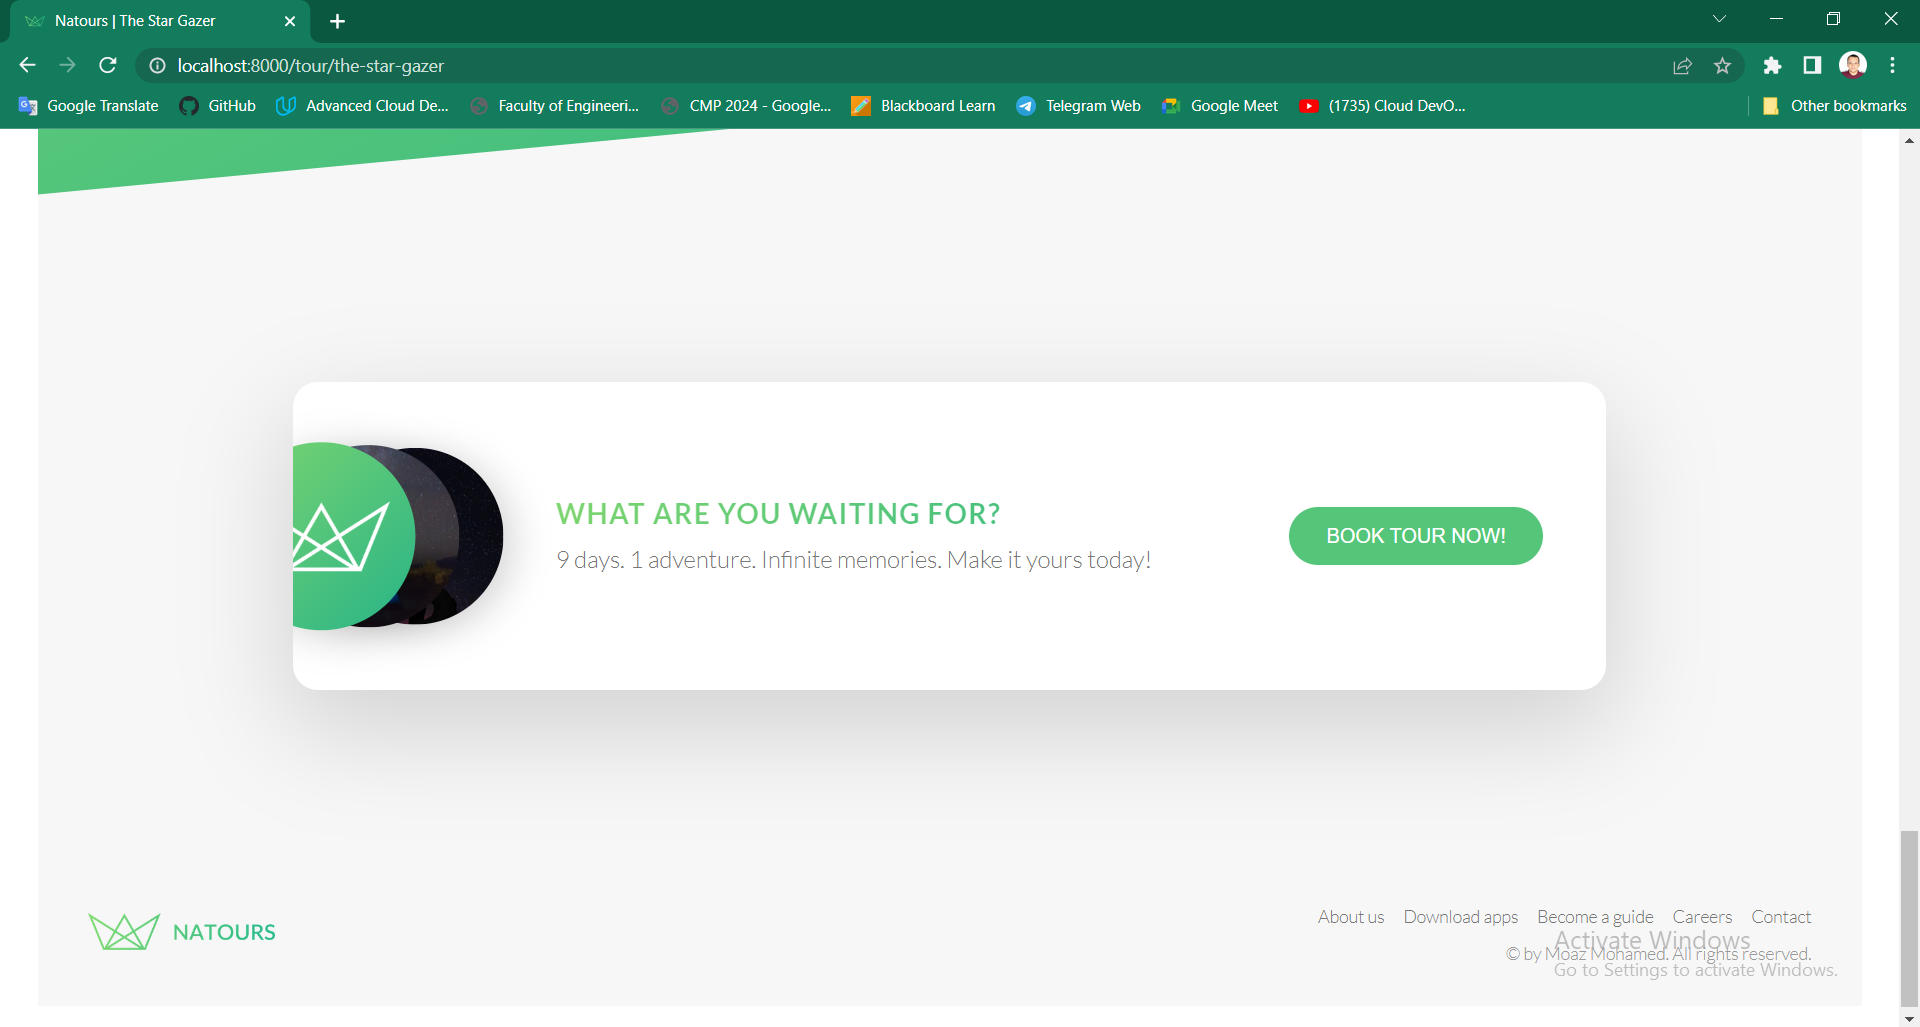 Natours | The Star Gazer
localhost:8000/tour/the-star-gazer
Google Translate GitHub Advanced Cloud De... Faculty of Engineeri... CMP 2024 - Google... Blackboard Learn Telegram Web Google Meet (1735) Cloud DevO... Other bookmarks
WHAT ARE YOU WAITING FOR?
9 days. 1 adventure. Infinite memories. Make it yours today!
BOOK TOUR NOW!
NATOURS
About us Download apps Become a guide Careers Contact
© by Moaz Mohamed. All rights reserved.
Activate Windows
Go to Settings to activate Windows.